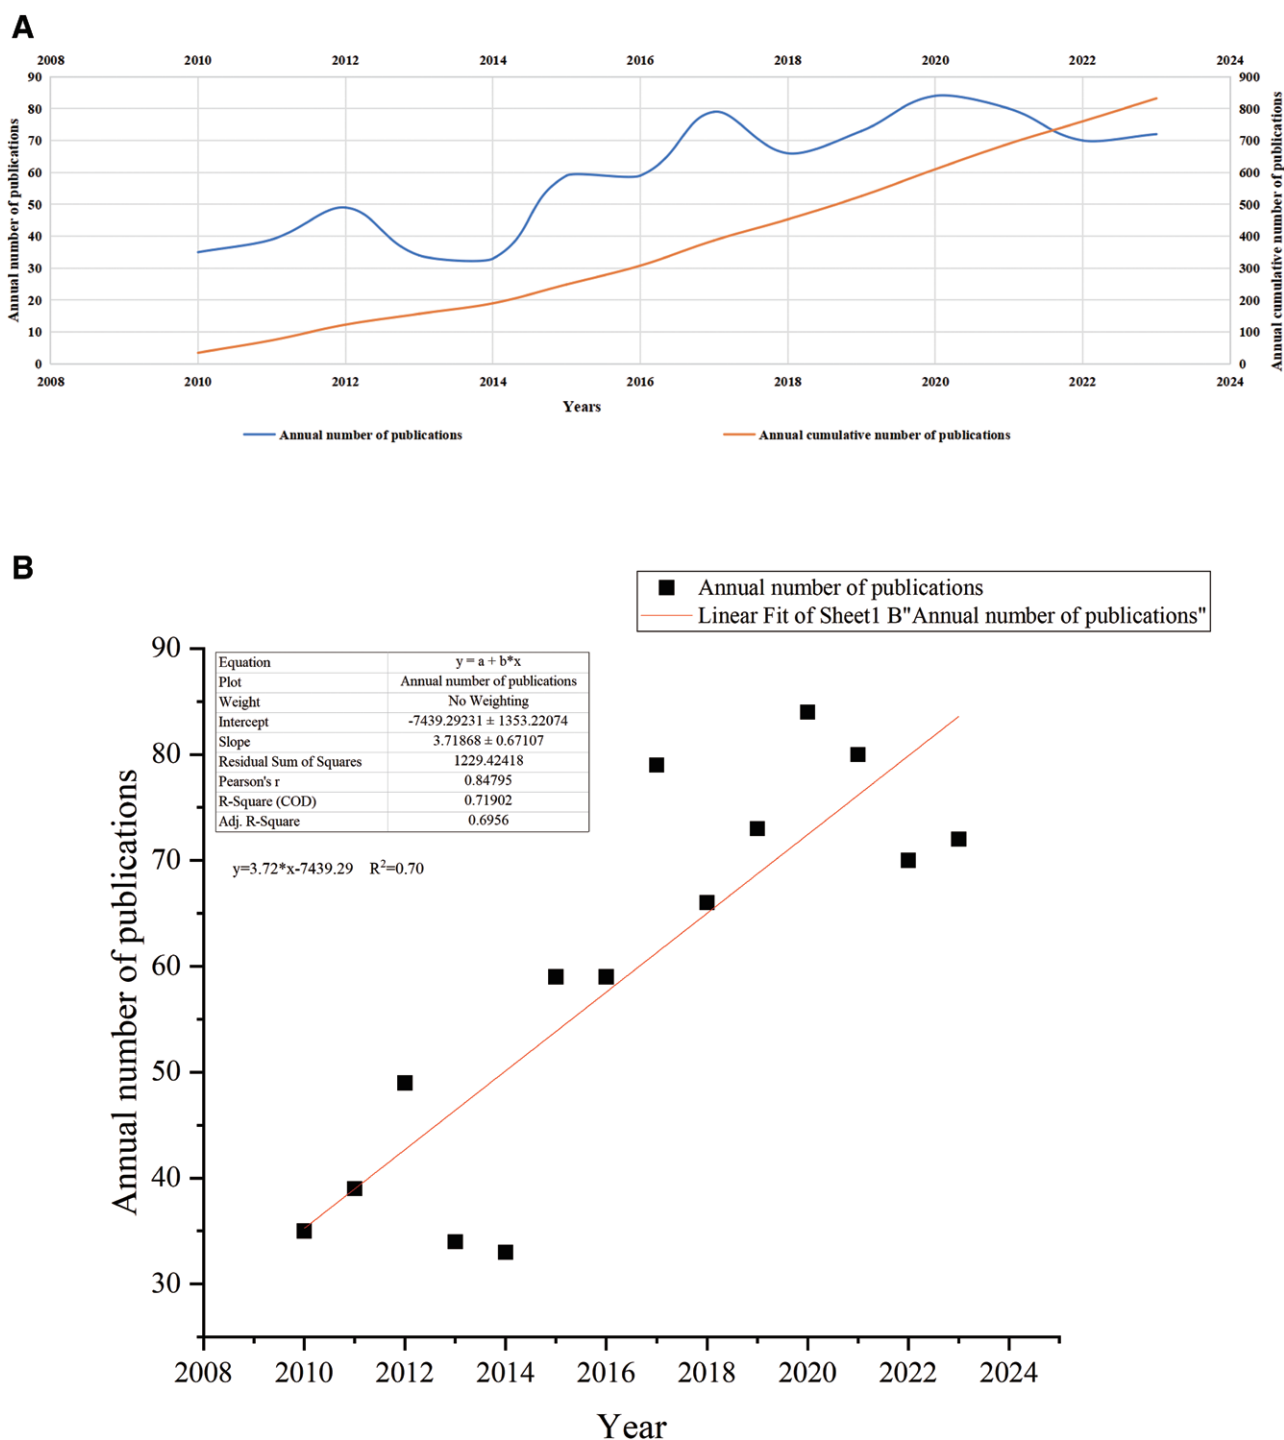 A
2008 2010 2012 2014 2016 2018 2020 2022 2024
90 900
80 800
70 700
60 600
50 500
40 400
30 300
20 200
10 100
0 0
Annual number of publications
Annual cumulative number of publications
2008 2010 2012 2014 2016 2018 2020 2022 2024
Years
Annual number of publications Annual cumulative number of publications
B
Annual number of publications
Linear Fit of Sheet1 B"Annual number of publications"
Equation y = a + b*x
Plot Annual number of publications
Weight No Weighting
Intercept -7439.29231 ± 1353.22074
Slope 3.71868 ± 0.67107
Residual Sum of Squares 1229.42418
Pearson's r 0.84795
R-Square (COD) 0.71902
Adj. R-Square 0.6956
y=3.72*x-7439.29 R²=0.70
90
80
70
60
50
40
30
Annual number of publications
2008 2010 2012 2014 2016 2018 2020 2022 2024
Year